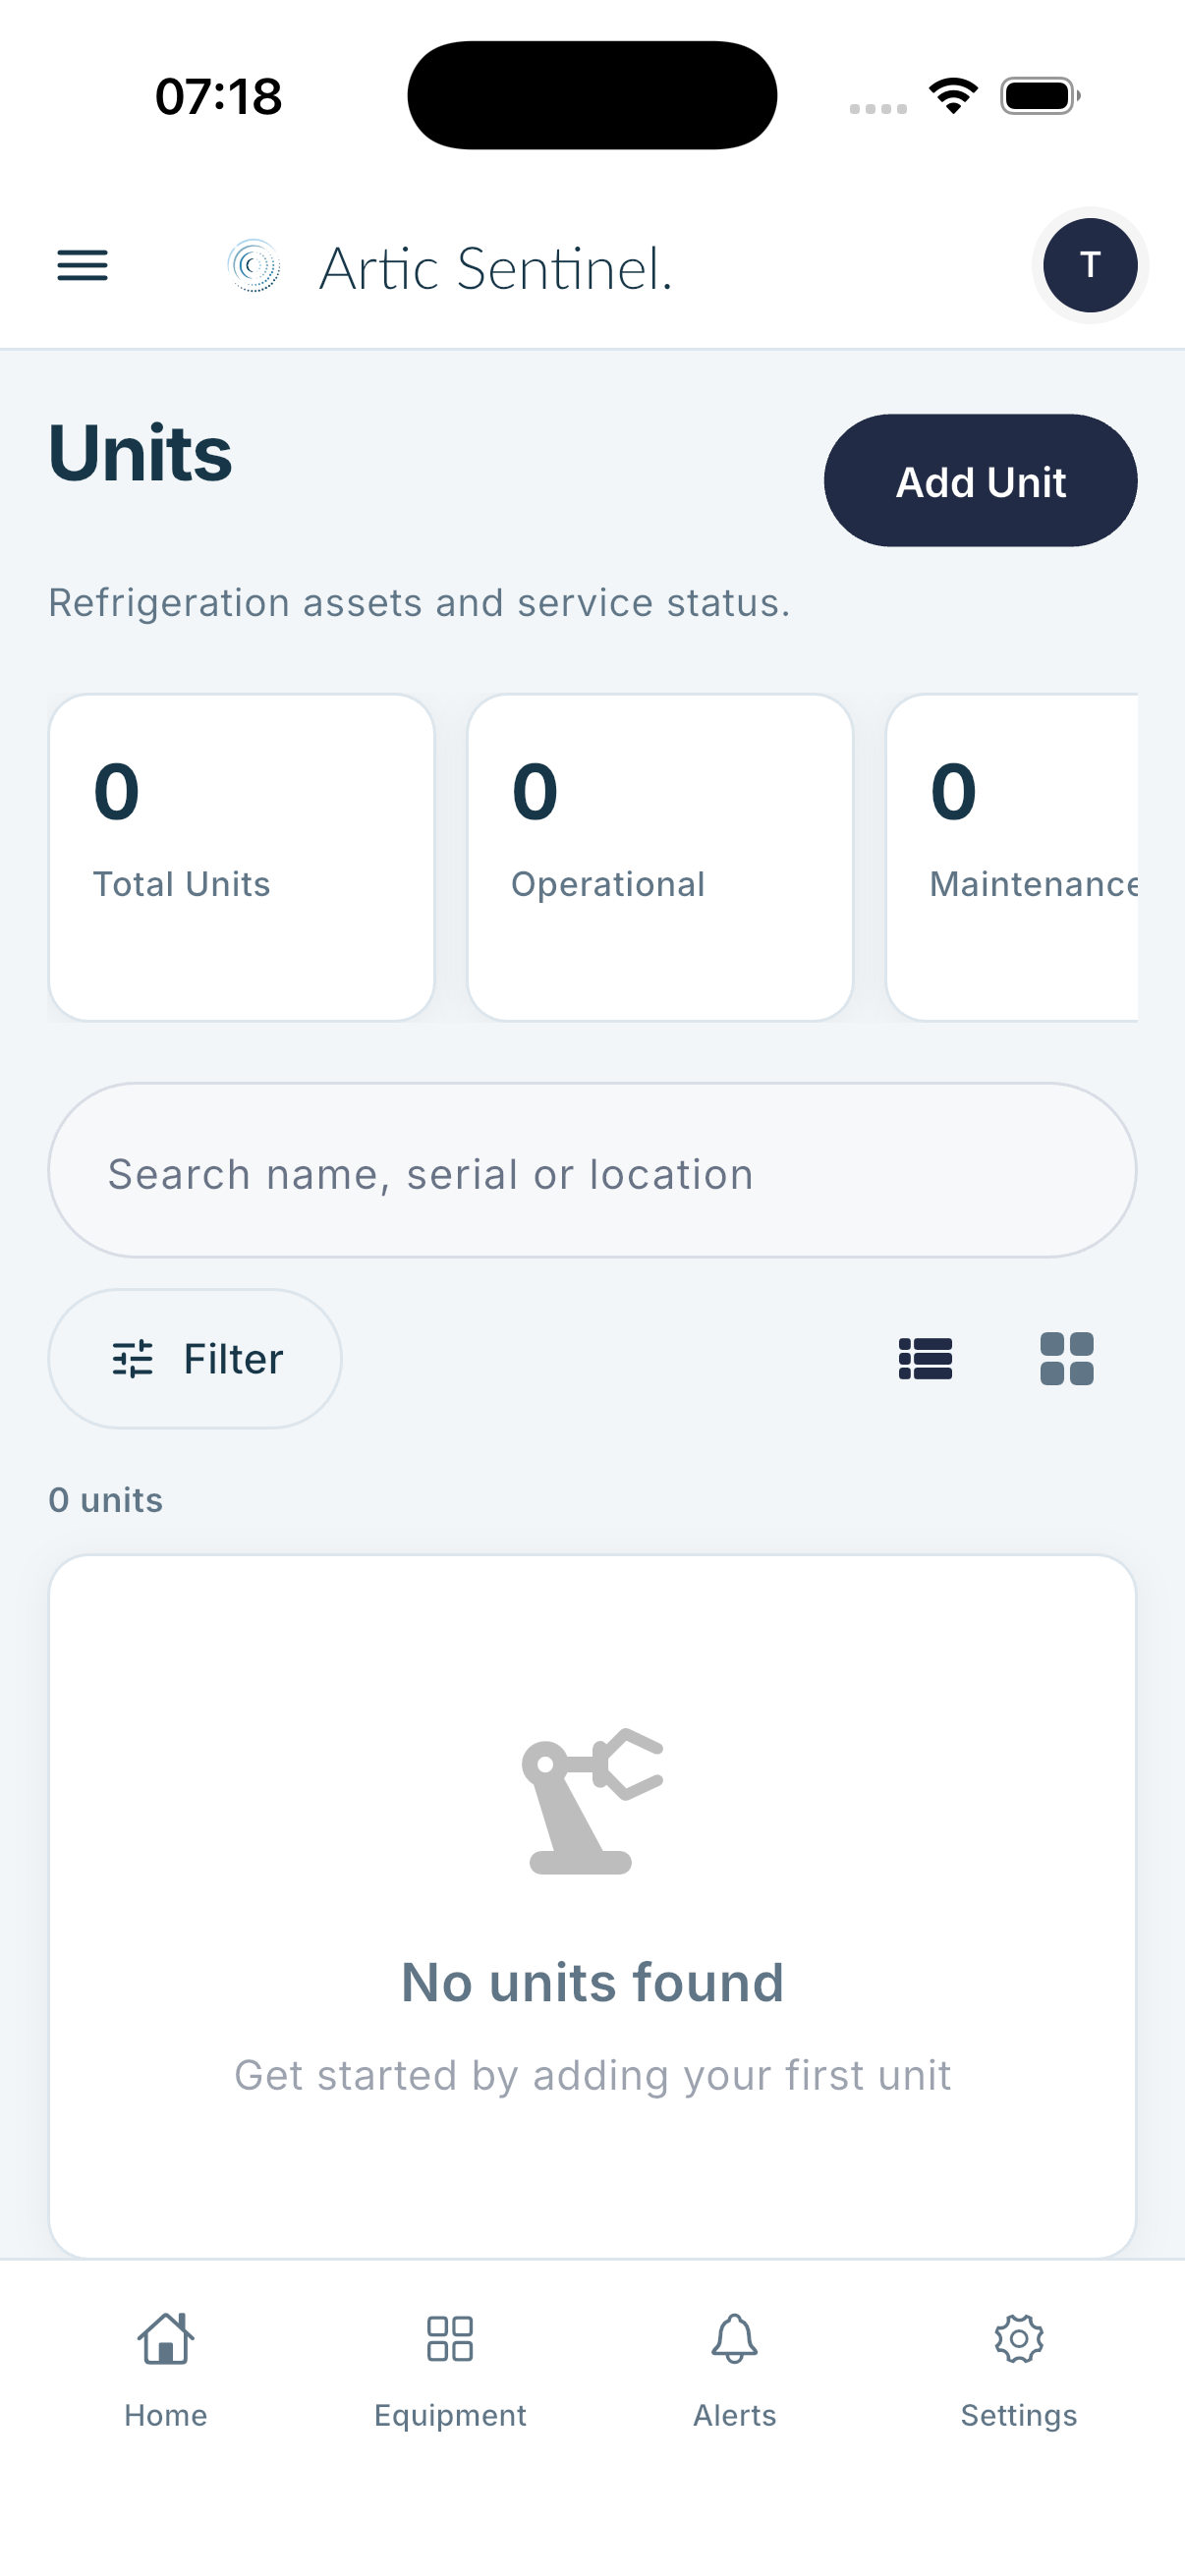 07:18
Artic Sentinel.
T
Units
Add Unit
Refrigeration assets and service status.
0
Total Units
0
Operational
0
Maintenance
Search name, serial or location
Filter
0 units
No units found
Get started by adding your first unit
Home
Equipment
Alerts
Settings